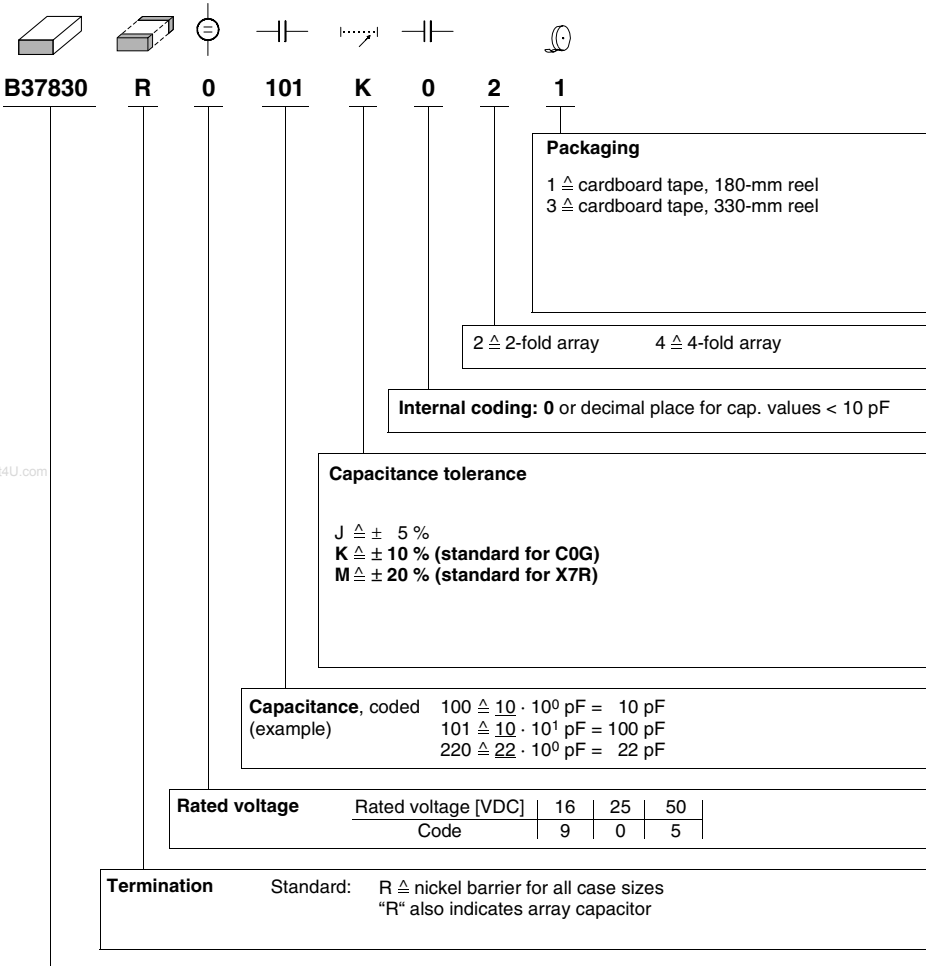 B37830 R 0 101 K 0 2 1
Packaging
1 ≙ cardboard tape, 180-mm reel
3 ≙ cardboard tape, 330-mm reel
2 ≙ 2-fold array 4 ≙ 4-fold array
Internal coding: 0 or decimal place for cap. values < 10 pF
t4U.com
Capacitance tolerance
J ≙ ± 5 %
K ≙ ± 10 % (standard for C0G)
M ≙ ± 20 % (standard for X7R)
Capacitance, coded 100 ≙ 10 · 10⁰ pF = 10 pF
(example) 101 ≙ 10 · 10¹ pF = 100 pF
220 ≙ 22 · 10⁰ pF = 22 pF
Rated voltage Rated voltage [VDC] 16 25 50
Code 9 0 5
Termination Standard: R ≙ nickel barrier for all case sizes
“R“ also indicates array capacitor